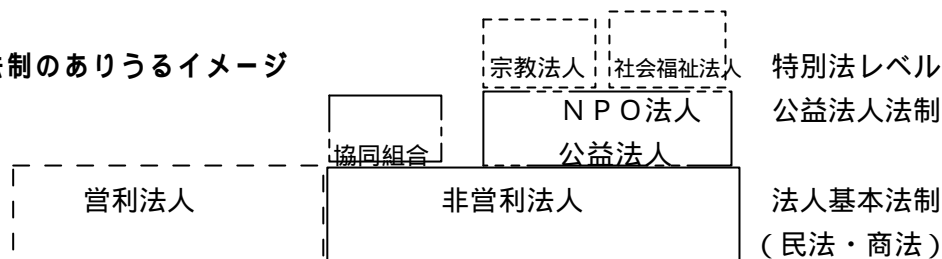 法制のありうるイメージ
宗教法人 社会福祉法人 特別法レベル
ＮＰＯ法人 公益法人法制
協同組合 公益法人
営利法人 非営利法人 法人基本法制
（民法・商法）